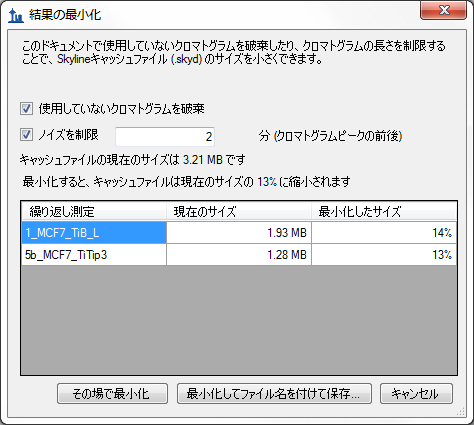 結果の最小化
このドキュメントで使用していないクロマトグラムを破棄したり、クロマトグラムの長さを制限する
ことで、Skylineキャッシュファイル (.skyd) のサイズを小さくできます。
使用していないクロマトグラムを破棄
ノイズを制限 2 分 (クロマトグラムピークの前後)
キャッシュファイルの現在のサイズは 3.21 MB です
最小化すると、キャッシュファイルは現在のサイズの 13% に縮小されます
繰り返し測定 現在のサイズ 最小化したサイズ
1_MCF7_TiB_L 1.93 MB 14%
5b_MCF7_TiTip3 1.28 MB 13%
その場で最小化 最小化してファイル名を付けて保存... キャンセル